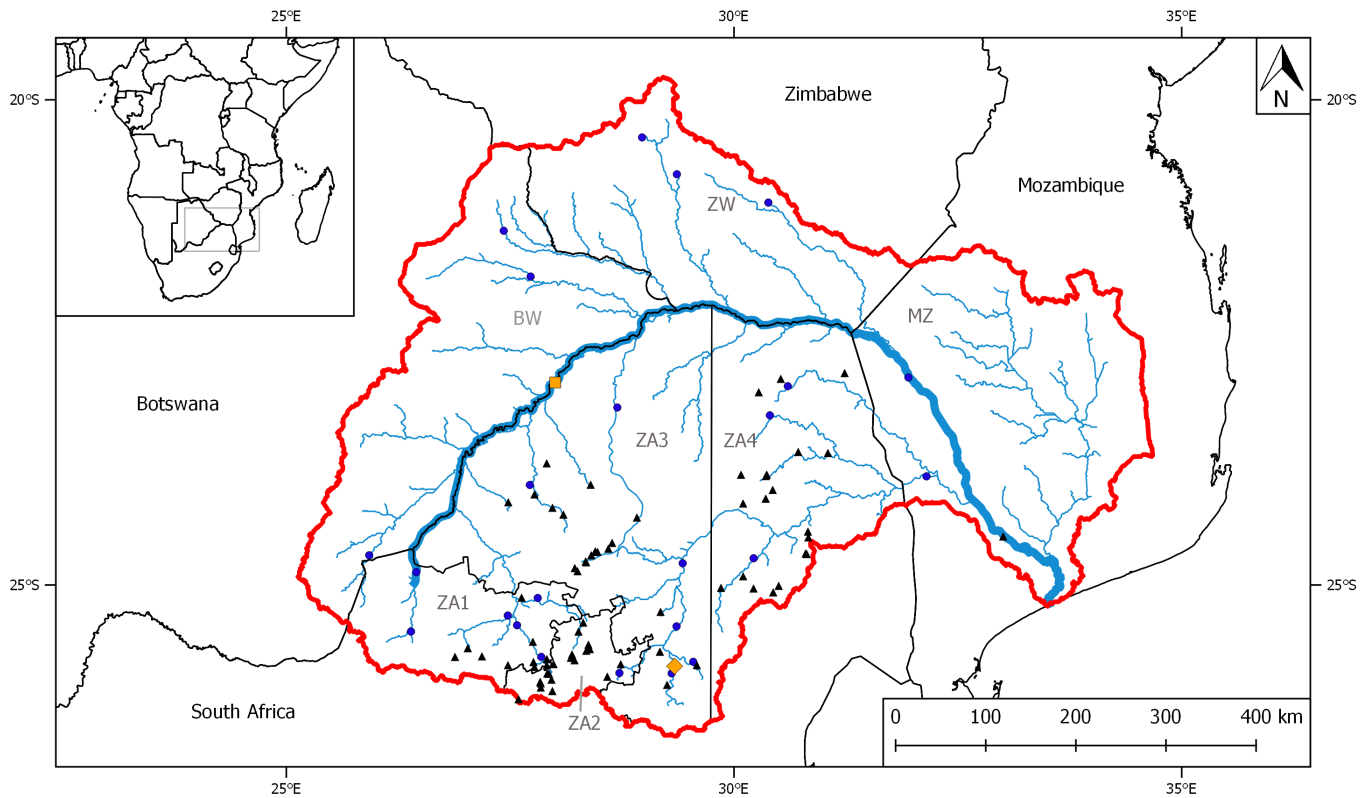 25°E 30°E 35°E
20°S 20°S
Zimbabwe
N
Mozambique
ZW
BW
MZ
Botswana
ZA3 ZA4
25°S 25°S
ZA1
South Africa
ZA2
0 100 200 300 400 km
25°E 30°E 35°E